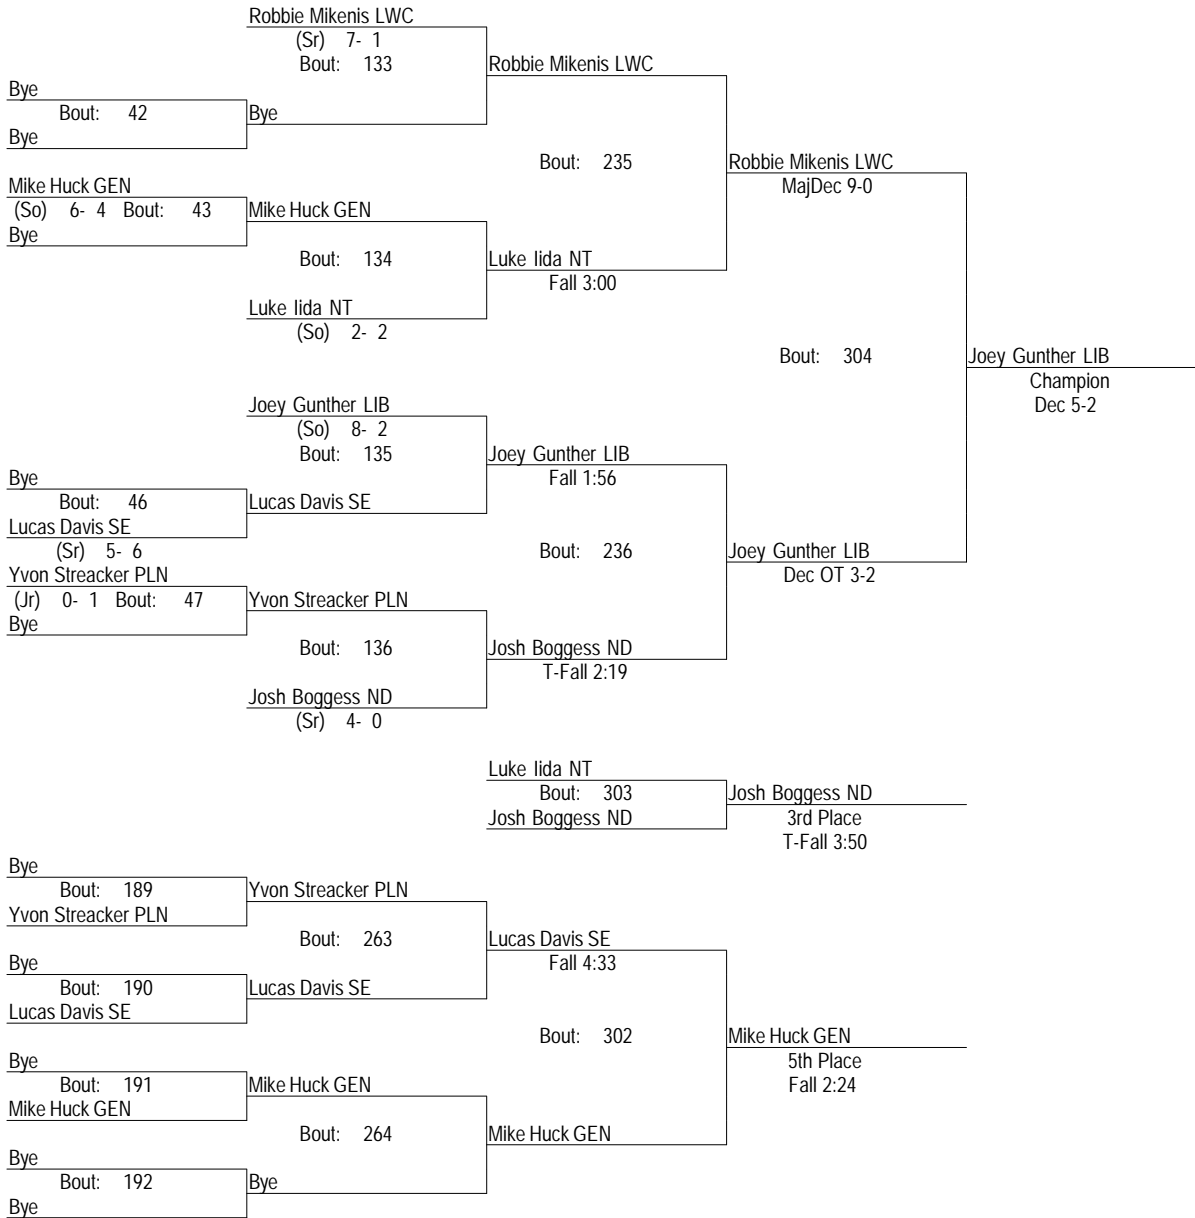 Robbie Mikenis LWC
(Sr) 7- 1
Bout: 133
Robbie Mikenis LWC
Bye
Bout: 42
Bye
Bye
Bout: 235
Robbie Mikenis LWC
MajDec 9-0
Mike Huck GEN
(So) 6- 4 Bout: 43
Mike Huck GEN
Bye
Bout: 134
Luke Iida NT
Fall 3:00
Luke Iida NT
(So) 2- 2
Bout: 304
Joey Gunther LIB
Champion
Dec 5-2
Joey Gunther LIB
(So) 8- 2
Bout: 135
Joey Gunther LIB
Fall 1:56
Bye
Bout: 46
Lucas Davis SE
Lucas Davis SE
(Sr) 5- 6
Bout: 236
Joey Gunther LIB
Dec OT 3-2
Yvon Streacker PLN
(Jr) 0- 1 Bout: 47
Yvon Streacker PLN
Bye
Bout: 136
Josh Boggess ND
T-Fall 2:19
Josh Boggess ND
(Sr) 4- 0
Luke Iida NT
Bout: 303
Josh Boggess ND
Josh Boggess ND
3rd Place
T-Fall 3:50
Bye
Bout: 189
Yvon Streacker PLN
Yvon Streacker PLN
Bout: 263
Lucas Davis SE
Fall 4:33
Bye
Bout: 190
Lucas Davis SE
Lucas Davis SE
Bout: 302
Mike Huck GEN
5th Place
Fall 2:24
Bye
Bout: 191
Mike Huck GEN
Mike Huck GEN
Bout: 264
Mike Huck GEN
Bye
Bout: 192
Bye
Bye